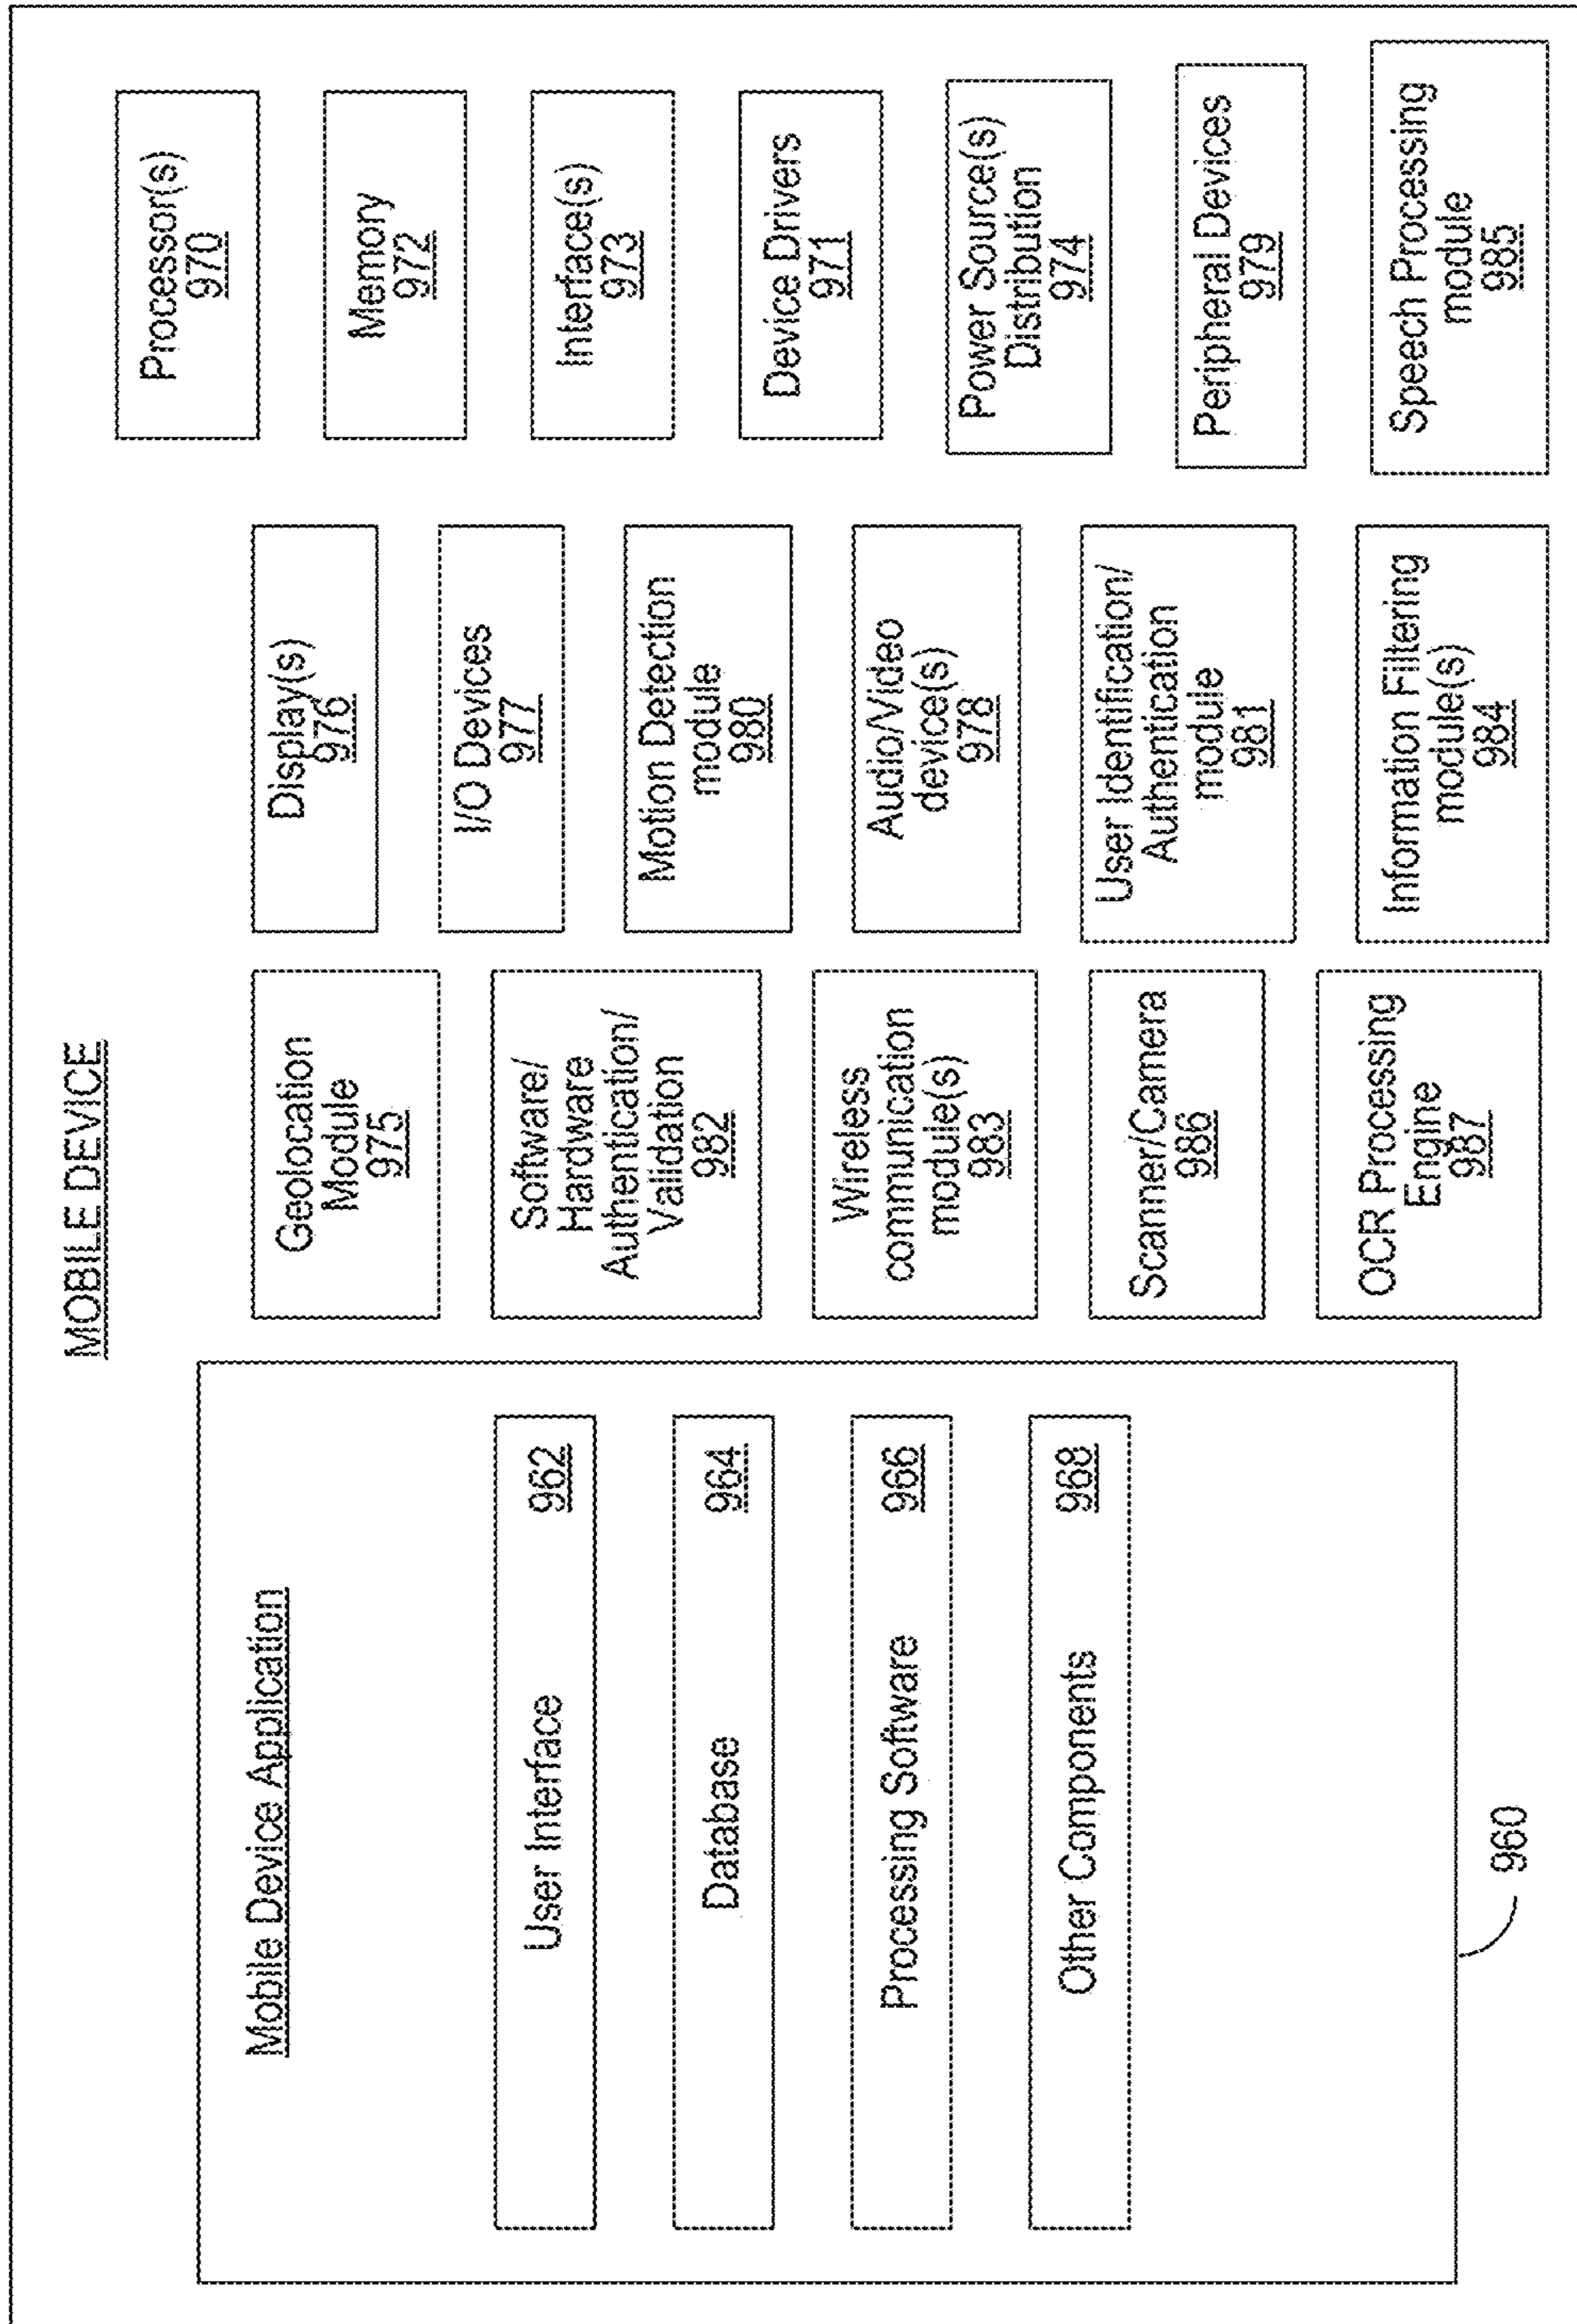 MOBILE DEVICE
Mobile Device Application
User Interface 962
Database 964
Processing Software 966
Other Components 968
960
Geolocation
Module
975
Software/
Hardware
Authentication/
Validation
982
Wireless
communication
module(s)
983
Scanner/Camera
986
OCR Processing
Engine
987
Display(s)
976
I/O Devices
977
Motion Detection
module
980
Audio/Video
device(s)
978
User Identification/
Authentication
module
981
Information Filtering
module(s)
984
Processor(s)
970
Memory
972
Interface(s)
973
Device Drivers
971
Power Source(s)
Distribution
974
Peripheral Devices
979
Speech Processing
module
985